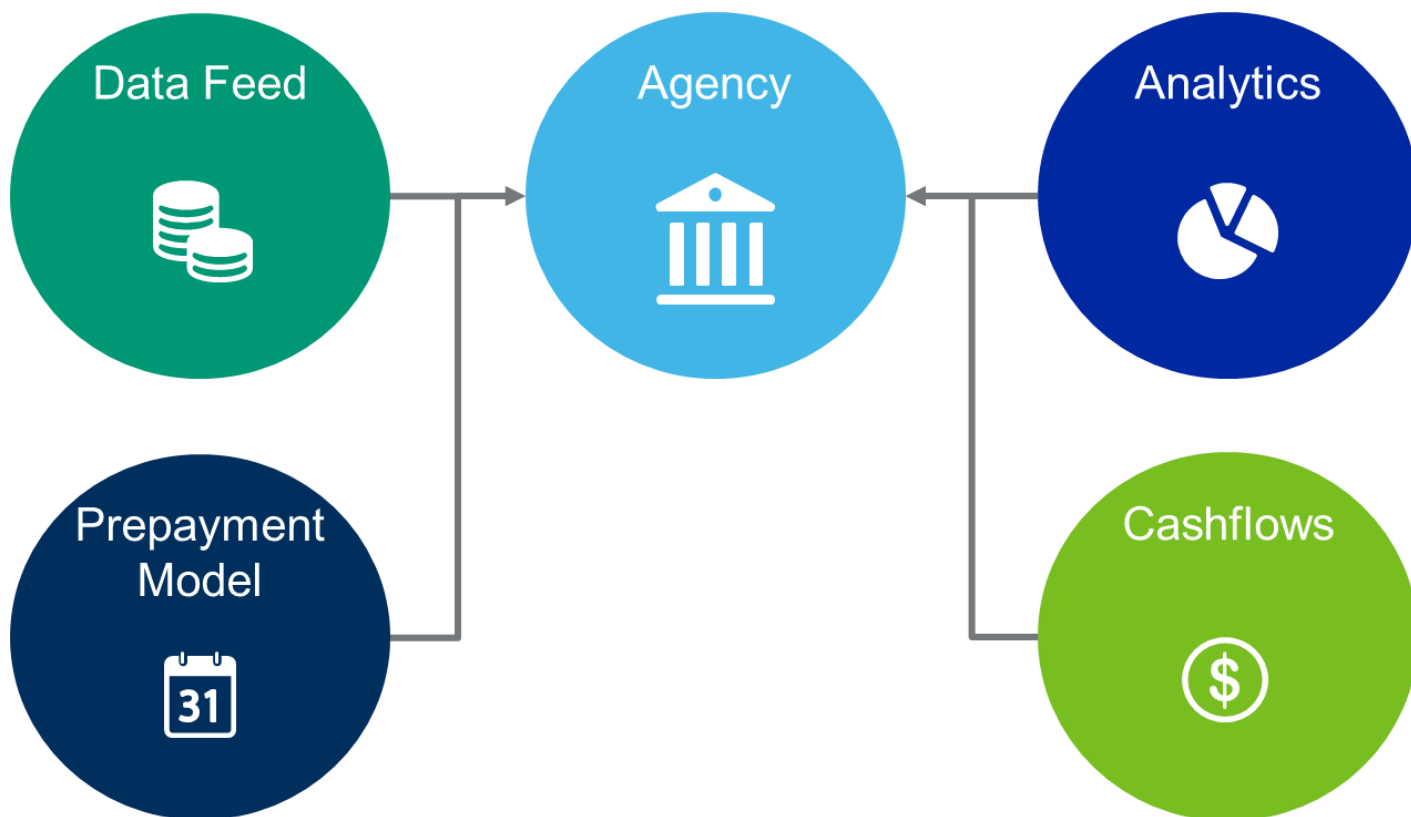 Data Feed
Agency
Analytics
Prepayment
Model
31
Cashflows
$